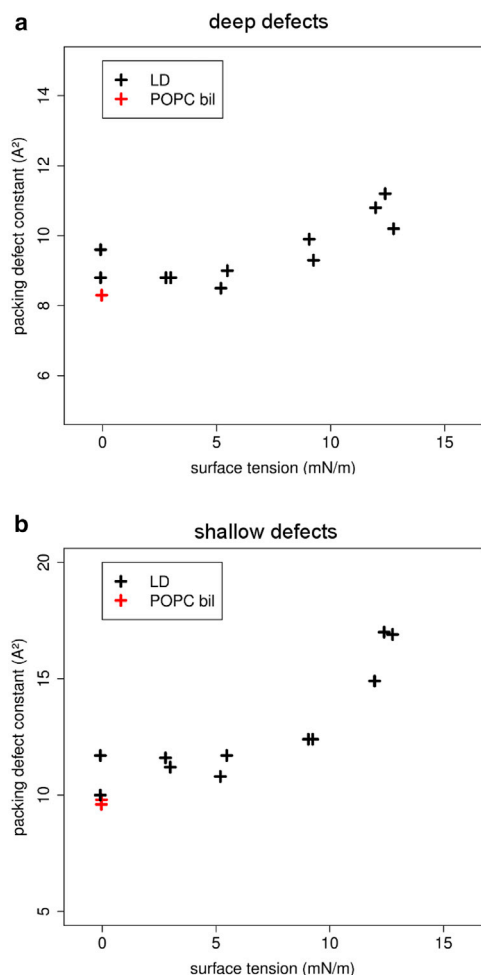 a
deep defects
LD
POPC bil
packing defect constant (A²)
14
12
10
8
6
0
5
10
15
surface tension (mN/m)
b
shallow defects
LD
POPC bil
packing defect constant (A²)
20
15
10
5
0
5
10
15
surface tension (mN/m)